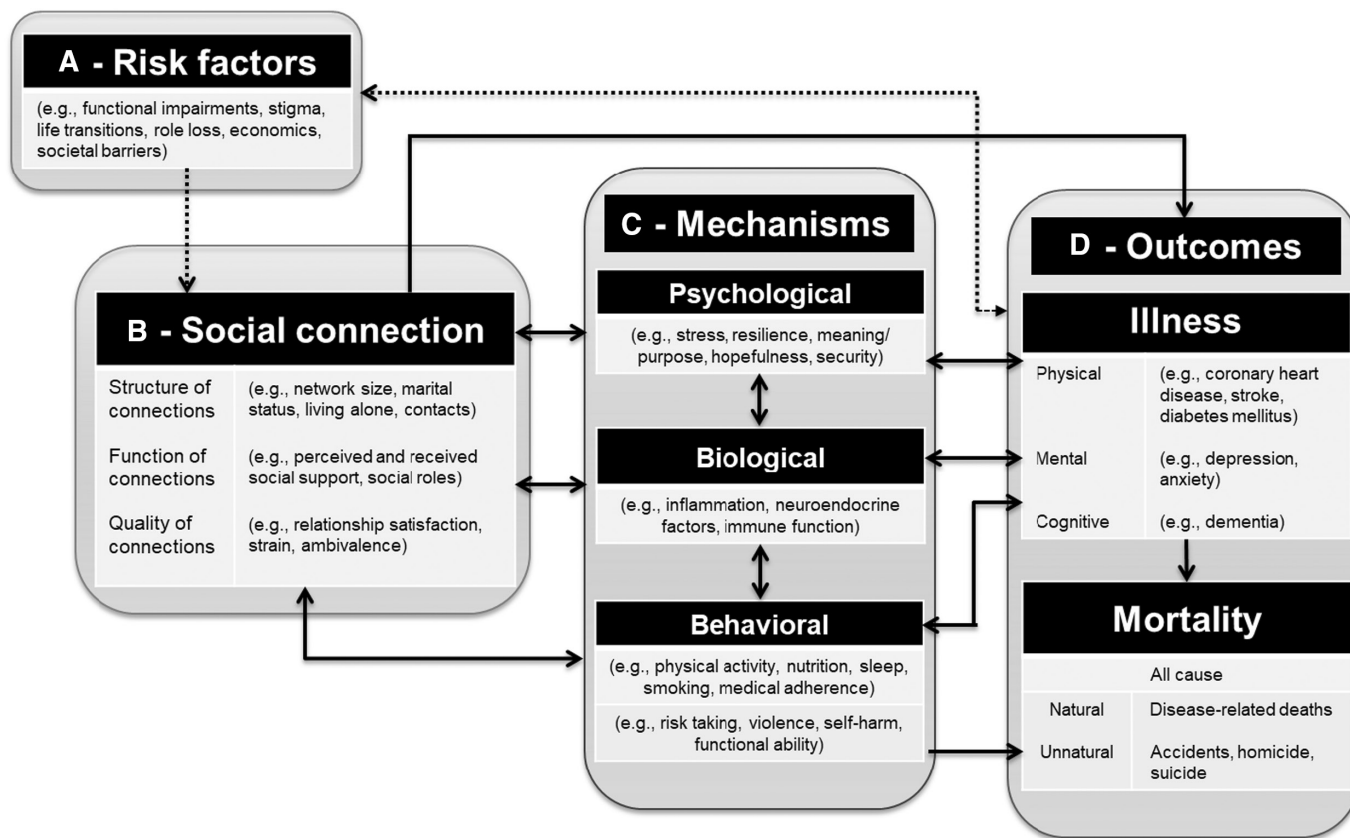 A - Risk factors
(e.g., functional impairments, stigma,
life transitions, role loss, economics,
societal barriers)
B - Social connection
Structure of
connections
(e.g., network size, marital
status, living alone, contacts)
Function of
connections
(e.g., perceived and received
social support, social roles)
Quality of
connections
(e.g., relationship satisfaction,
strain, ambivalence)
C - Mechanisms
Psychological
(e.g., stress, resilience, meaning/
purpose, hopefulness, security)
Biological
(e.g., inflammation, neuroendocrine
factors, immune function)
Behavioral
(e.g., physical activity, nutrition, sleep,
smoking, medical adherence)
(e.g., risk taking, violence, self-harm,
functional ability)
D - Outcomes
Illness
Physical
(e.g., coronary heart
disease, stroke,
diabetes mellitus)
Mental
(e.g., depression,
anxiety)
Cognitive
(e.g., dementia)
Mortality
All cause
Natural
Disease-related deaths
Unnatural
Accidents, homicide,
suicide